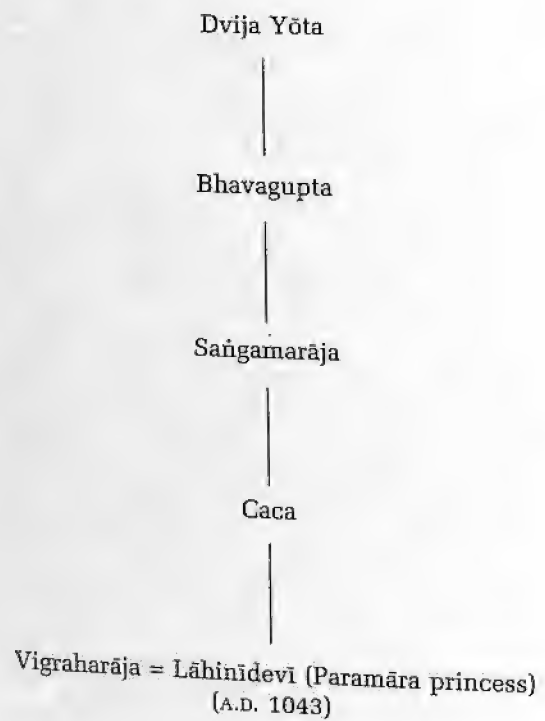 Dvija Yōta
Bhavagupta
Saṅgamarāja
Caca
Vigraharāja = Lāhinīdevī (Paramāra princess)
(A.D. 1043)